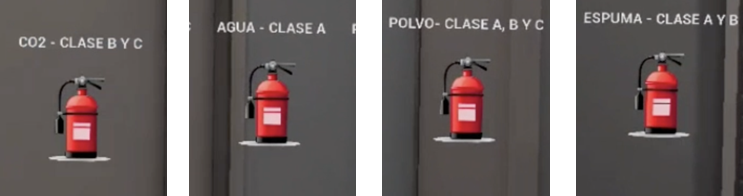 CO2 - CLASE B Y C
AGUA - CLASE A
POLVO- CLASE A, B Y C
ESPUMA - CLASE A Y B